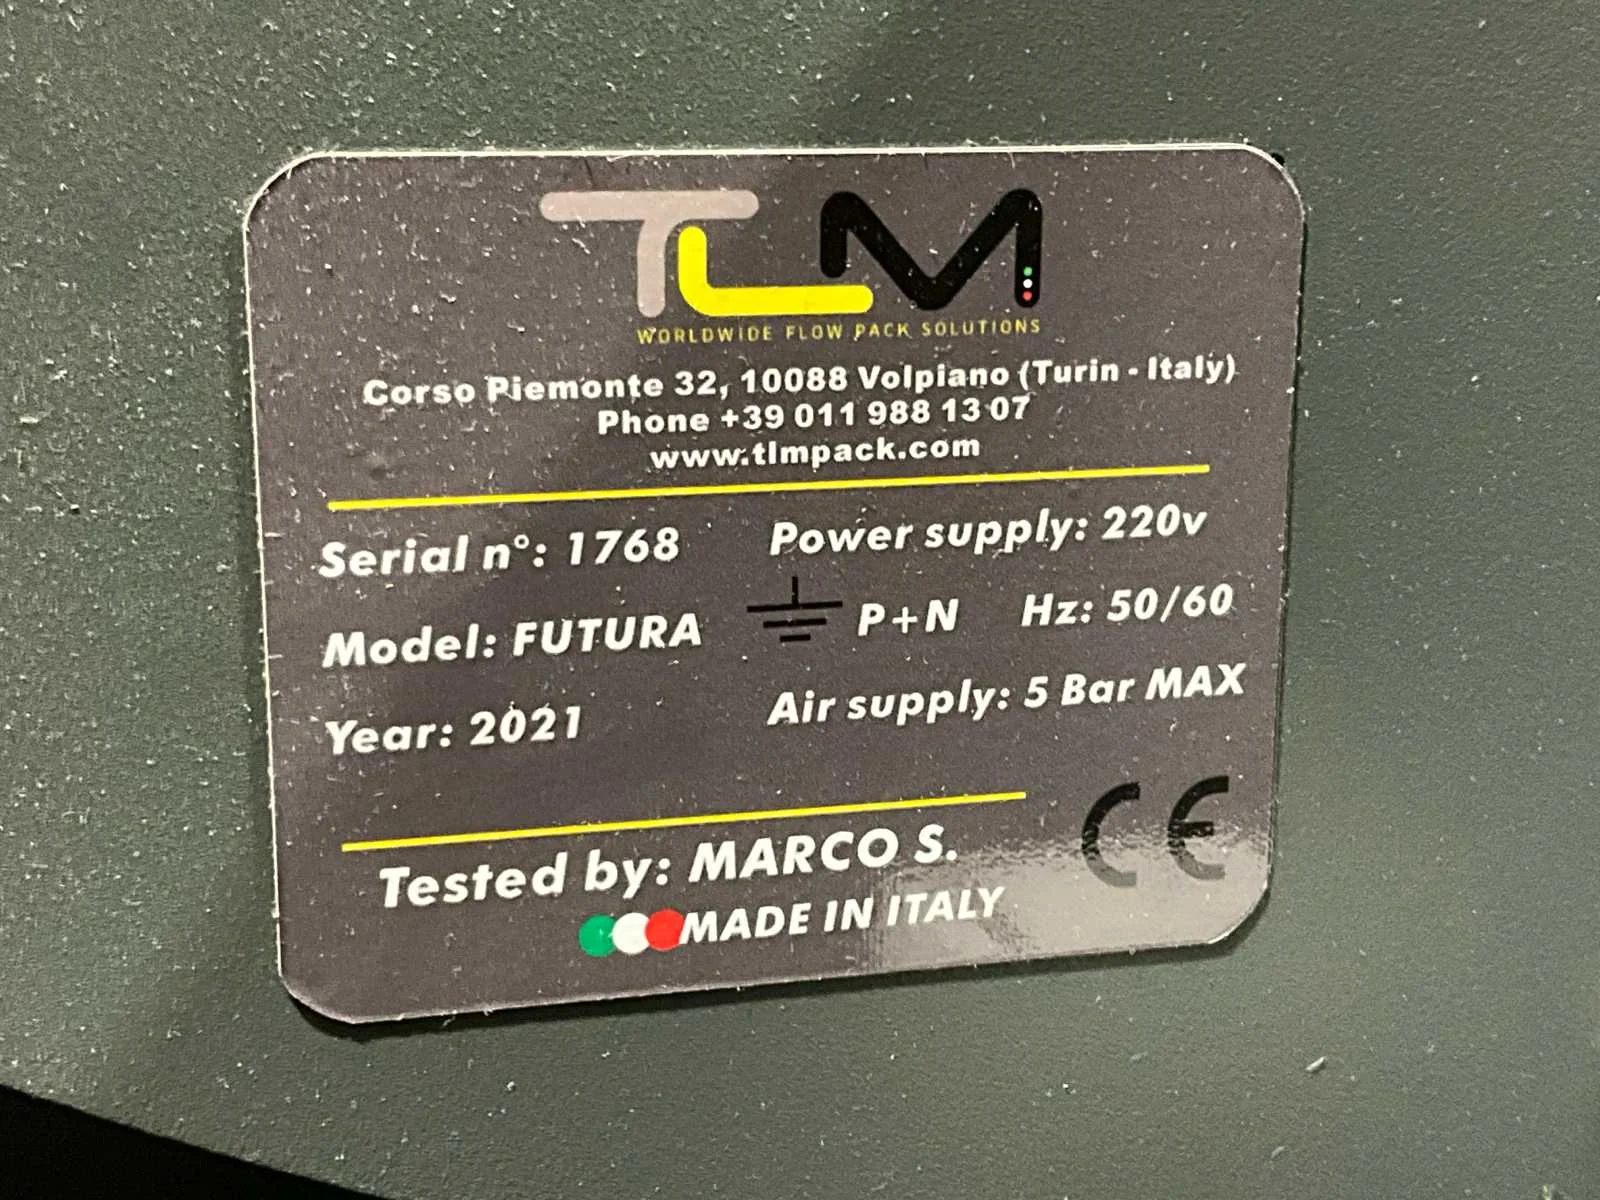 TLM
WORLDWIDE FLOW PACK SOLUTIONS
Corso Piemonte 32, 10088 Volpiano (Turin - Italy)
Phone +39 011 988 13 07
www.tlmpack.com
Serial n°: 1768
Power supply: 220v
Model: FUTURA
P+N Hz: 50/60
Year: 2021
Air supply: 5 Bar MAX
Tested by: MARCO S.
MADE IN ITALY
CE